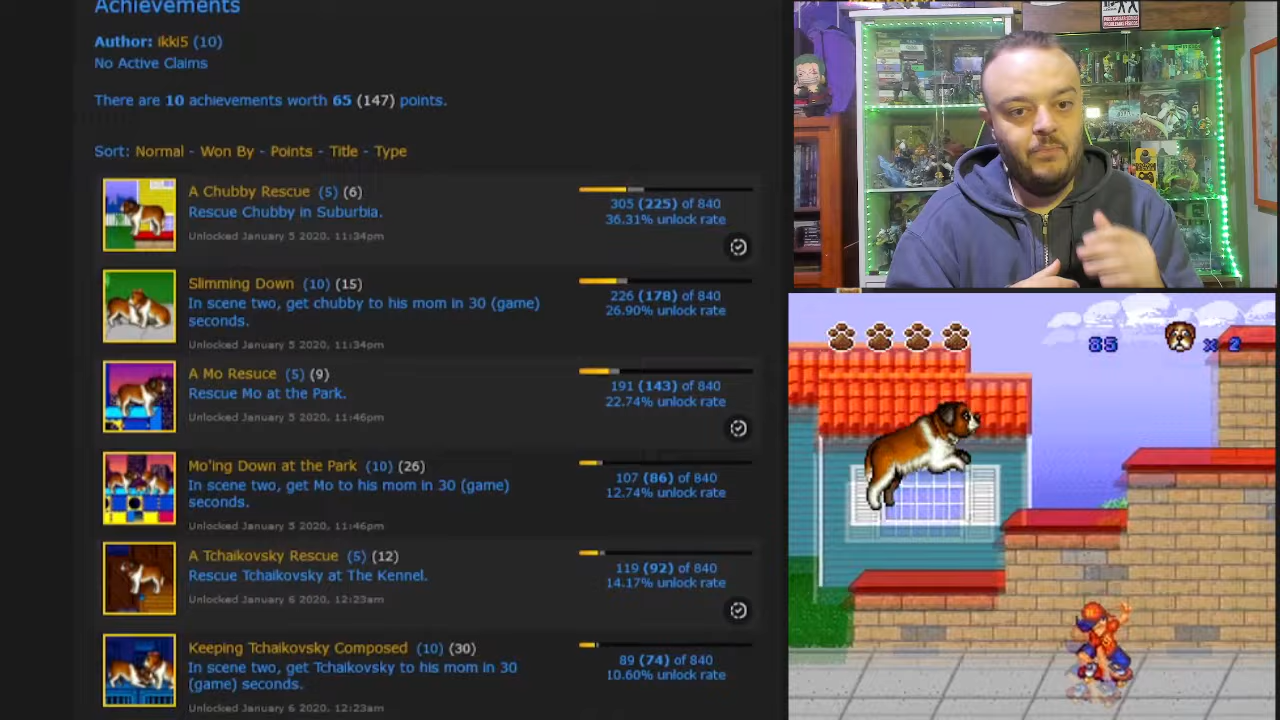 Achievements
Author: ikki5 (10)
No Active Claims
There are 10 achievements worth 65 (147) points.
Sort: Normal - Won By - Points - Title - Type
A Chubby Rescue (5) (6)
Rescue Chubby in Suburbia.
Unlocked January 5 2020, 11:34pm
305 (225) of 840
36.31% unlock rate
Slimming Down (10) (15)
In scene two, get chubby to his mom in 30 (game)
seconds.
Unlocked January 5 2020, 11:34pm
226 (178) of 840
26.90% unlock rate
A Mo Resuce (5) (9)
Rescue Mo at the Park.
Unlocked January 5 2020, 11:46pm
191 (143) of 840
22.74% unlock rate
Mo'ing Down at the Park (10) (26)
In scene two, get Mo to his mom in 30 (game)
seconds.
Unlocked January 5 2020, 11:46pm
107 (86) of 840
12.74% unlock rate
A Tchaikovsky Rescue (5) (12)
Rescue Tchaikovsky at The Kennel.
Unlocked January 6 2020, 12:23am
119 (92) of 840
14.17% unlock rate
Keeping Tchaikovsky Composed (10) (30)
In scene two, get Tchaikovsky to his mom in 30
(game) seconds.
Unlocked January 6 2020, 12:23am
89 (74) of 840
10.60% unlock rate
85
x 2